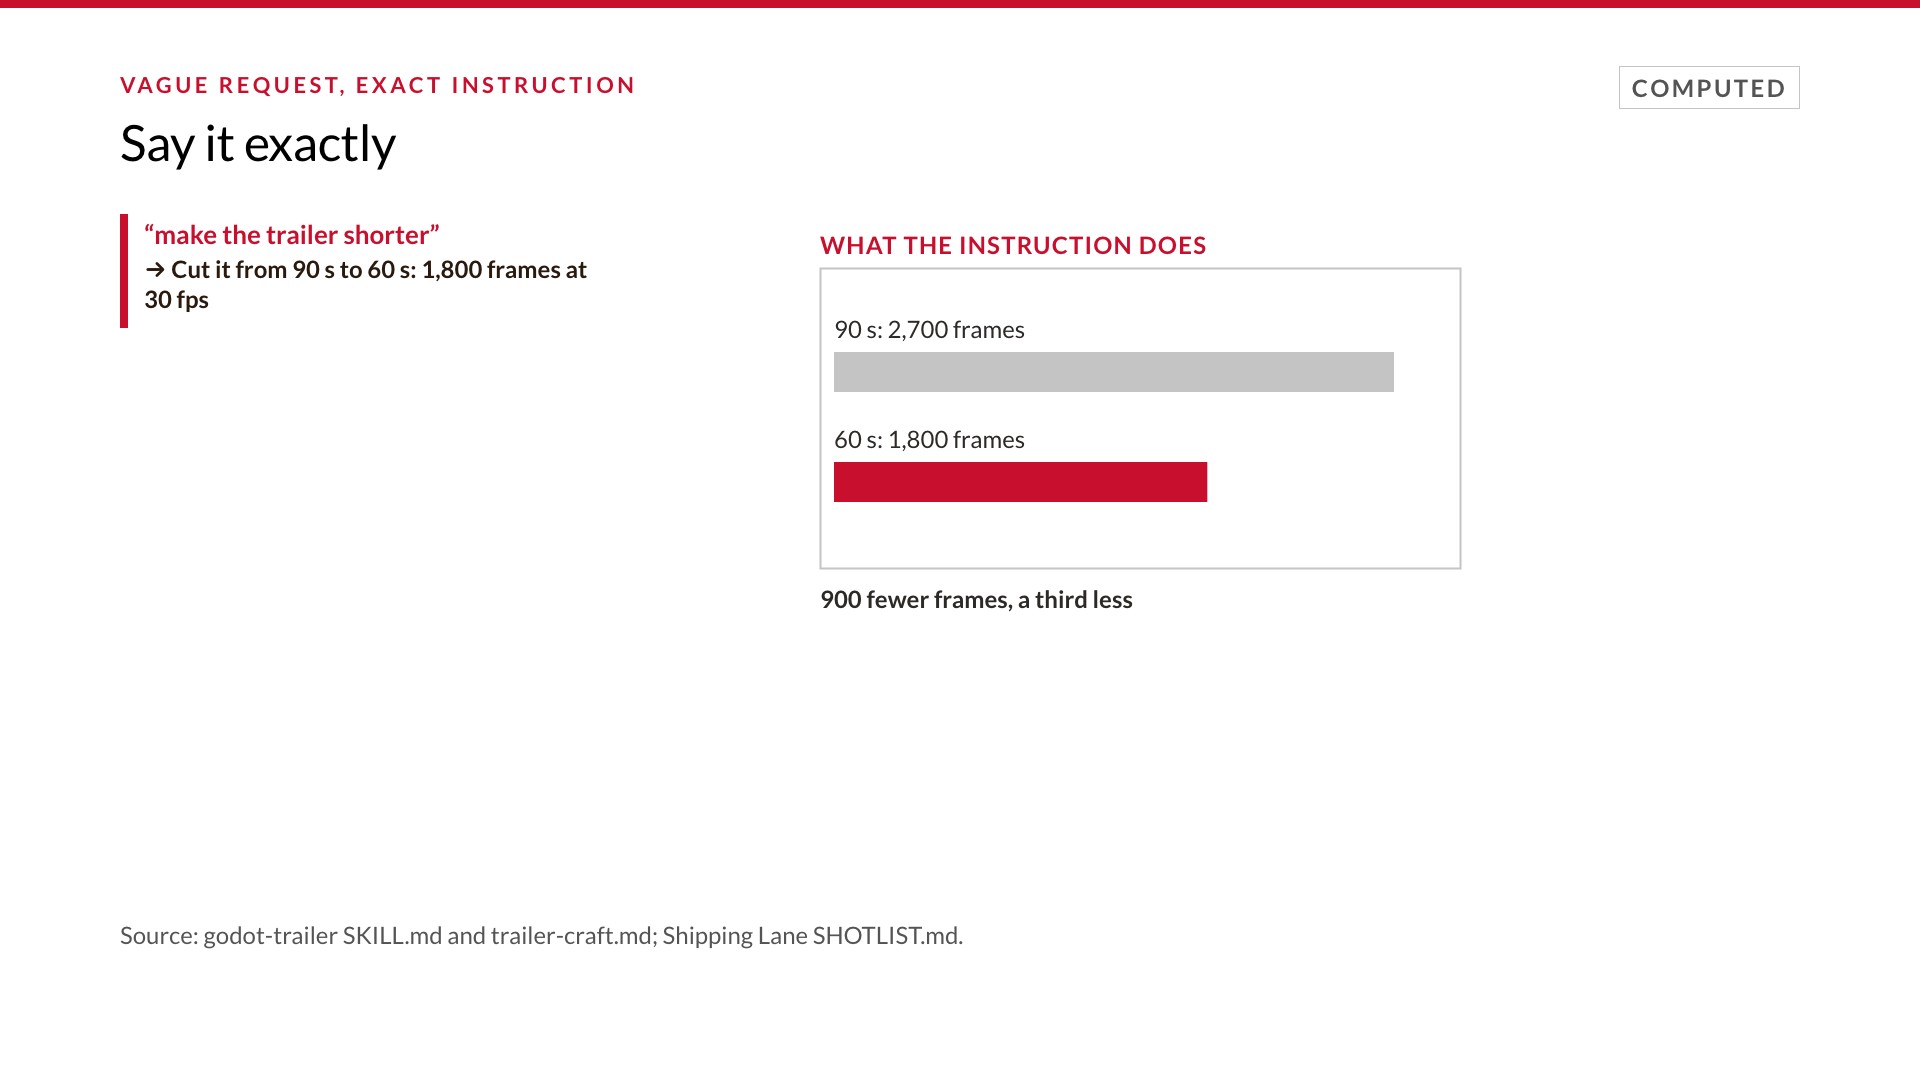 VAGUE REQUEST, EXACT INSTRUCTION
COMPUTED
Say it exactly
“make the trailer shorter”
→ Cut it from 90 s to 60 s: 1,800 frames at
30 fps
WHAT THE INSTRUCTION DOES
90 s: 2,700 frames
60 s: 1,800 frames
900 fewer frames, a third less
Source: godot-trailer SKILL.md and trailer-craft.md; Shipping Lane SHOTLIST.md.